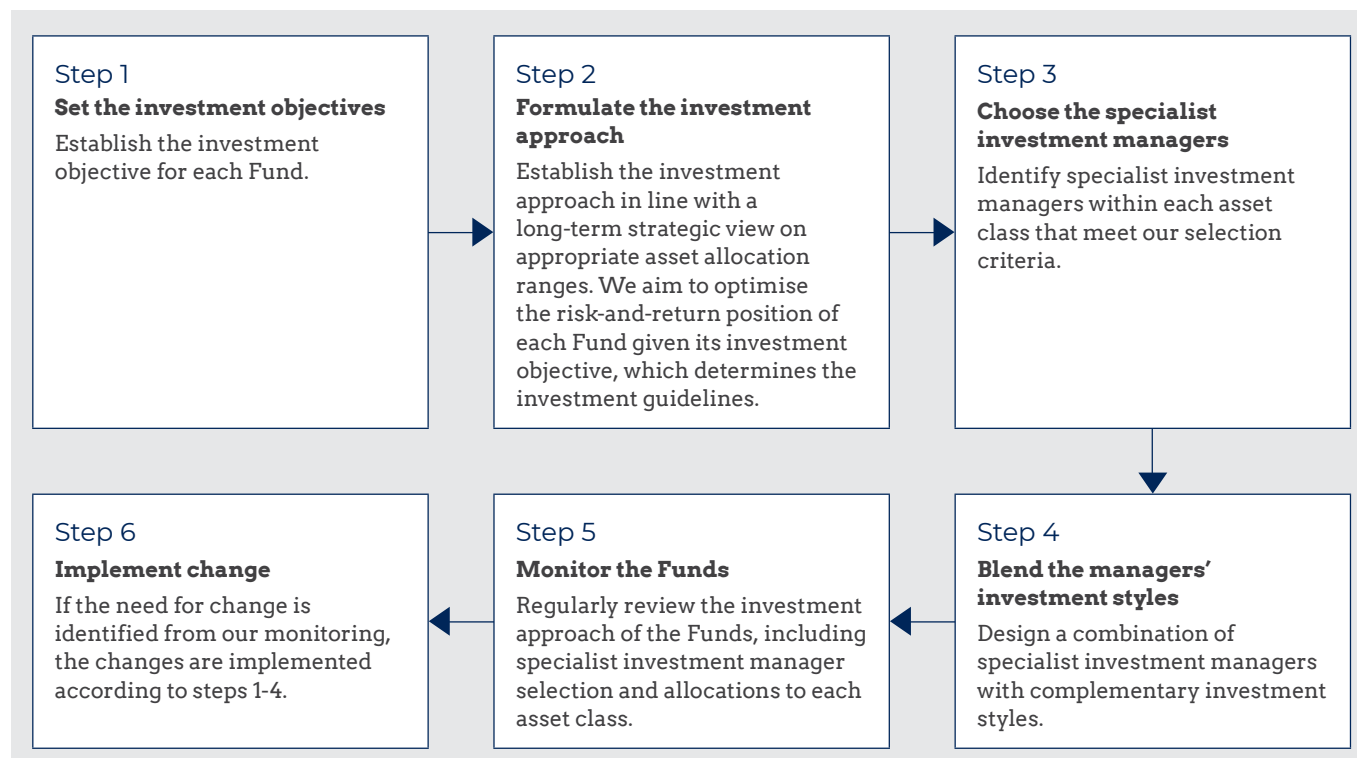 Step 1
Set the investment objectives
Establish the investment
objective for each Fund.
Step 2
Formulate the investment
approach
Establish the investment
approach in line with a
long-term strategic view on
appropriate asset allocation
ranges. We aim to optimise
the risk-and-return position of
each Fund given its investment
objective, which determines the
investment guidelines.
Step 3
Choose the specialist
investment managers
Identify specialist investment
managers within each asset
class that meet our selection
criteria.
Step 4
Blend the managers’
investment styles
Design a combination of
specialist investment managers
with complementary investment
styles.
Step 5
Monitor the Funds
Regularly review the investment
approach of the Funds, including
specialist investment manager
selection and allocations to each
asset class.
Step 6
Implement change
If the need for change is
identified from our monitoring,
the changes are implemented
according to steps 1-4.